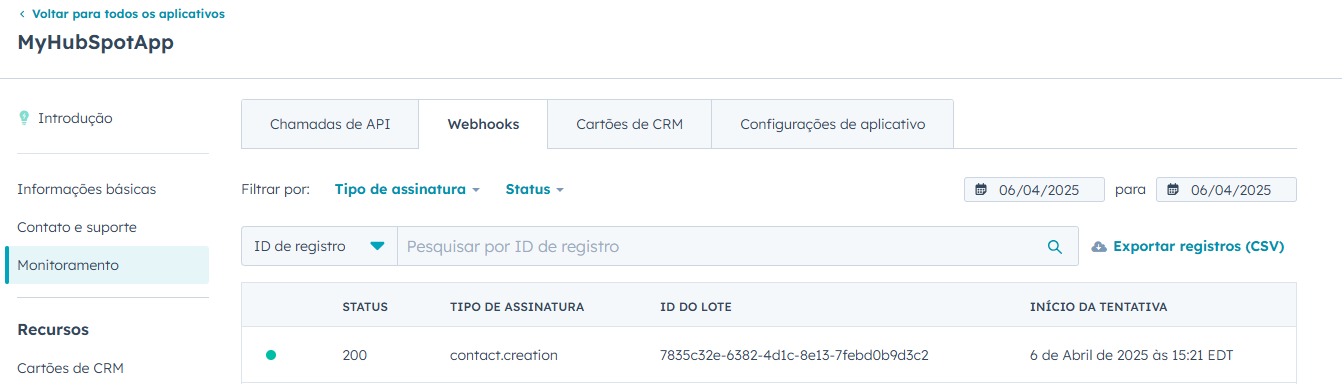 Voltar para todos os aplicativos
MyHubSpotApp
Introdução
Informações básicas
Contato e suporte
Monitoramento
Recursos
Cartões de CRM
Chamadas de API Webhooks Cartões de CRM Configurações de aplicativo
Filtrar por: Tipo de assinatura Status 06/04/2025 para 06/04/2025
ID de registro Pesquisar por ID de registro Exportar registros (CSV)
STATUS TIPO DE ASSINATURA ID DO LOTE INÍCIO DA TENTATIVA
200 contact.creation 7835c32e-6382-4d1c-8e13-7febd0b9d3c2 6 de Abril de 2025 às 15:21 EDT